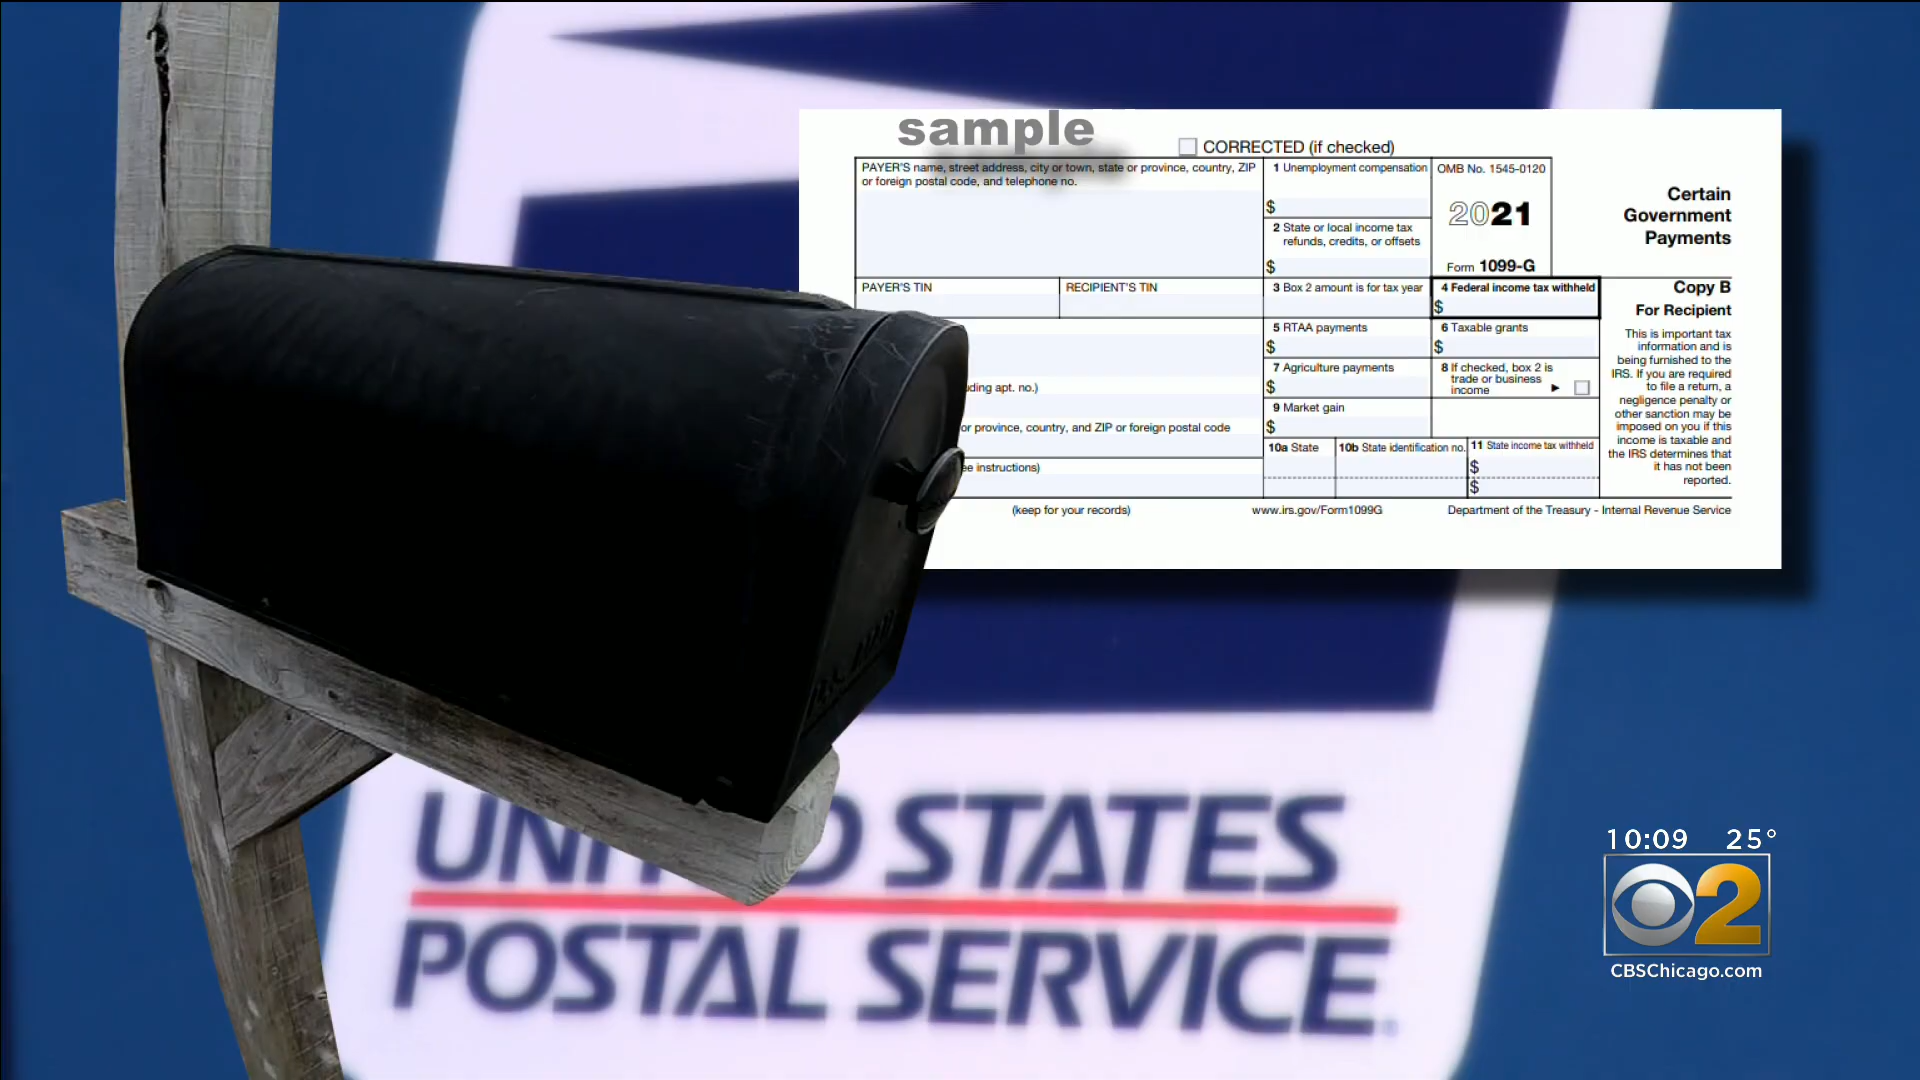 sample
CORRECTED (if checked)
PAYER'S name, street address, city or town, state or province, country, ZIP
or foreign postal code, and telephone no.
1 Unemployment compensation
$
2 State or local income tax
refunds, credits, or offsets
$
OMB No. 1545-0120
2021
Form 1099-G
Certain
Government
Payments
PAYER'S TIN
RECIPIENT'S TIN
3 Box 2 amount is for tax year
4 Federal income tax withheld
$
Copy B
For Recipient
5 RTAA payments
$
6 Taxable grants
$
7 Agriculture payments
$
8 If checked, box 2 is
trade or business
income
9 Market gain
$
apt. no.)
or province, country, and ZIP or foreign postal code
10a State
10b State identification no.
11 State income tax withheld
$
$
instructions)
This is important tax
information and is
being furnished to the
IRS. If you are required
to file a return, a
negligence penalty or
other sanction may be
imposed on you if this
income is taxable and
the IRS determines that
it has not been
reported.
(keep for your records)
www.irs.gov/Form1099G
Department of the Treasury - Internal Revenue Service
STATES
POSTAL SERVICE
10:09 25°
2
CBSChicago.com